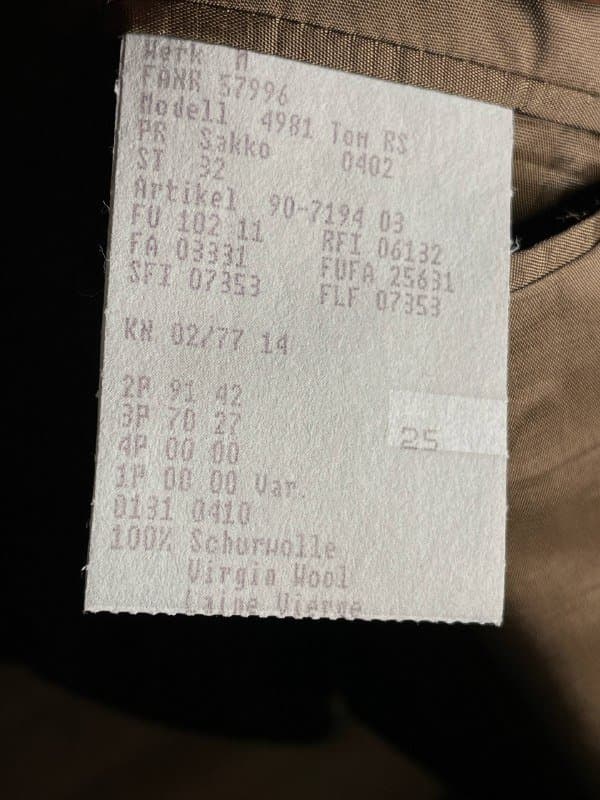 Werk M
FANR 57996
Modell 4981 Tom RS
PR Sakko 0402
ST 32
Artikel 90-7194 03
FU 102 11 RFI 06132
FA 03331 FUFA 25631
SFI 07353 FLF 07353
KN 02/77 14
2P 91 42
3P 70 27
25
4P 00 00
1P 00 00 Var.
0131 0410
100% Schurwolle
Virgin Wool
Laine Vierge